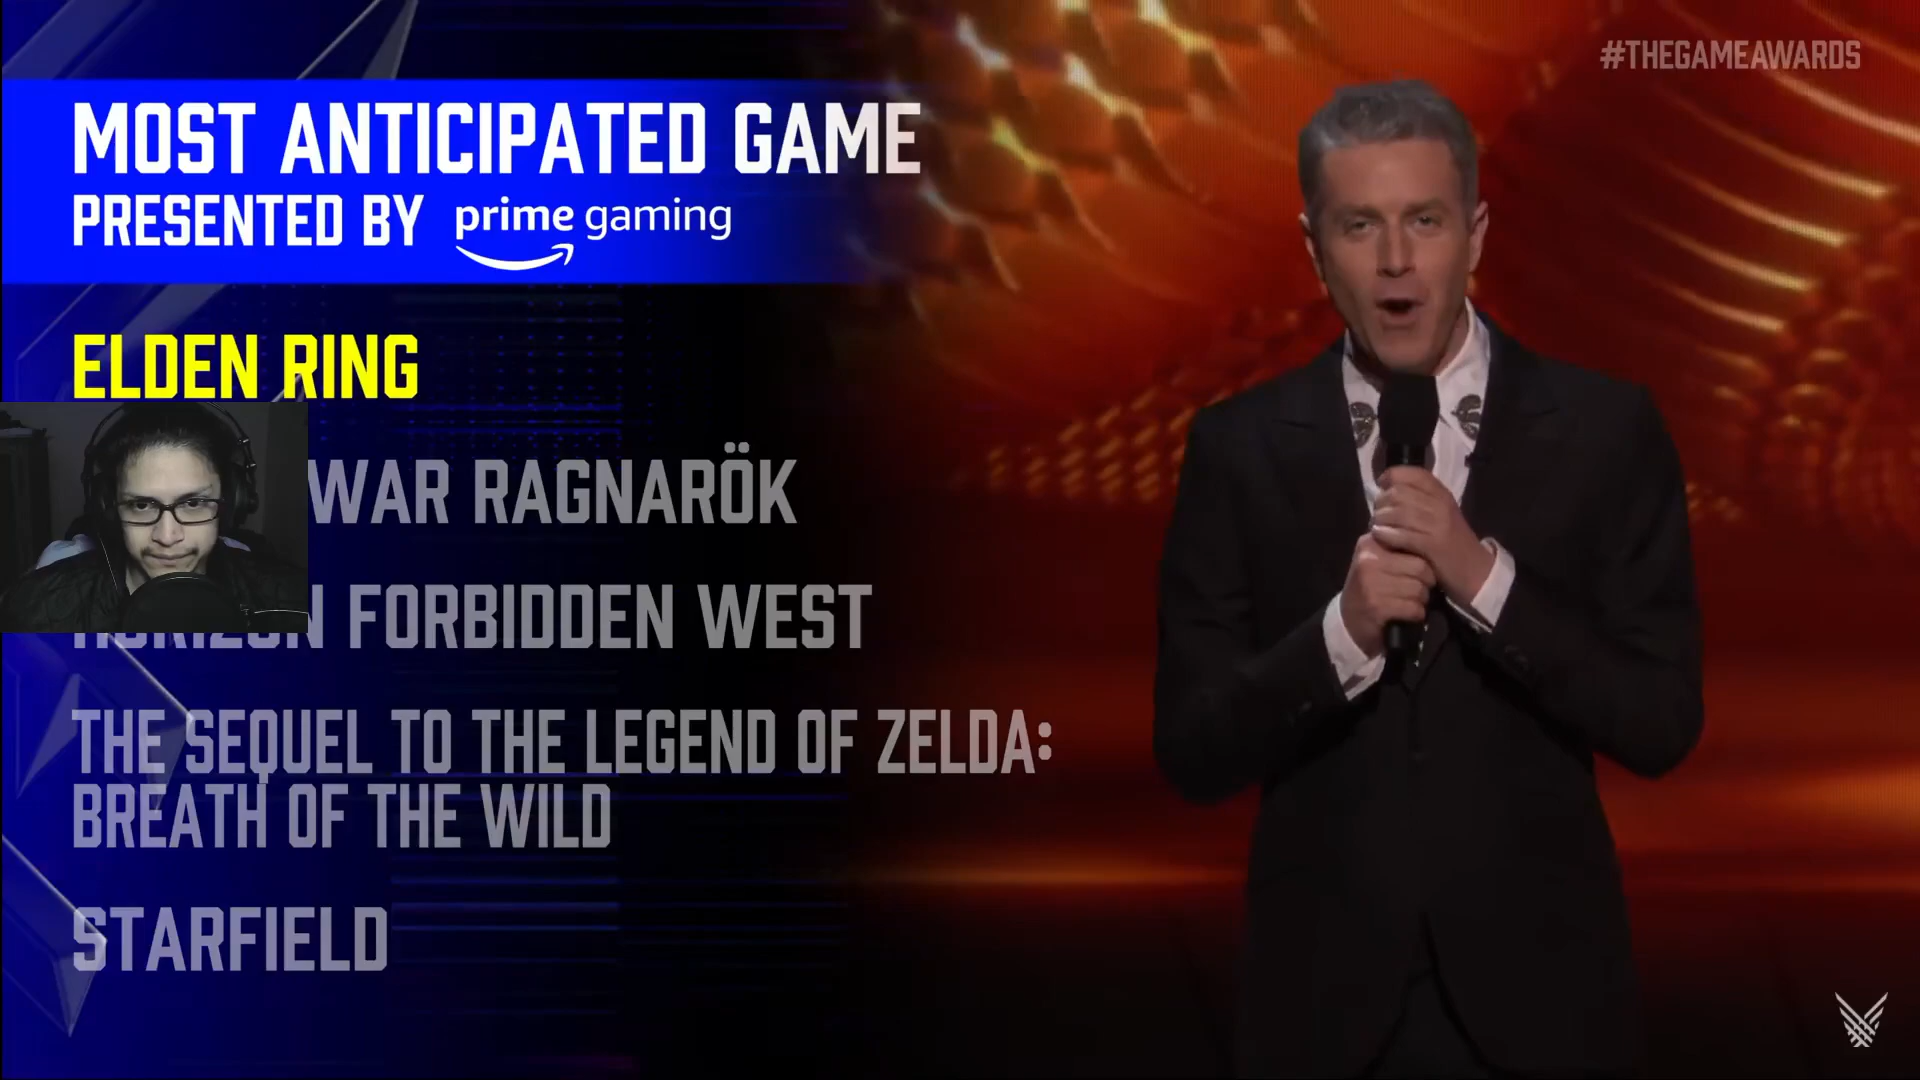 #THEGAMEAWARDS
MOST ANTICIPATED GAME
PRESENTED BY prime gaming
ELDEN RING
WAR RAGNARÖK
HORIZON FORBIDDEN WEST
THE SEQUEL TO THE LEGEND OF ZELDA:
BREATH OF THE WILD
STARFIELD